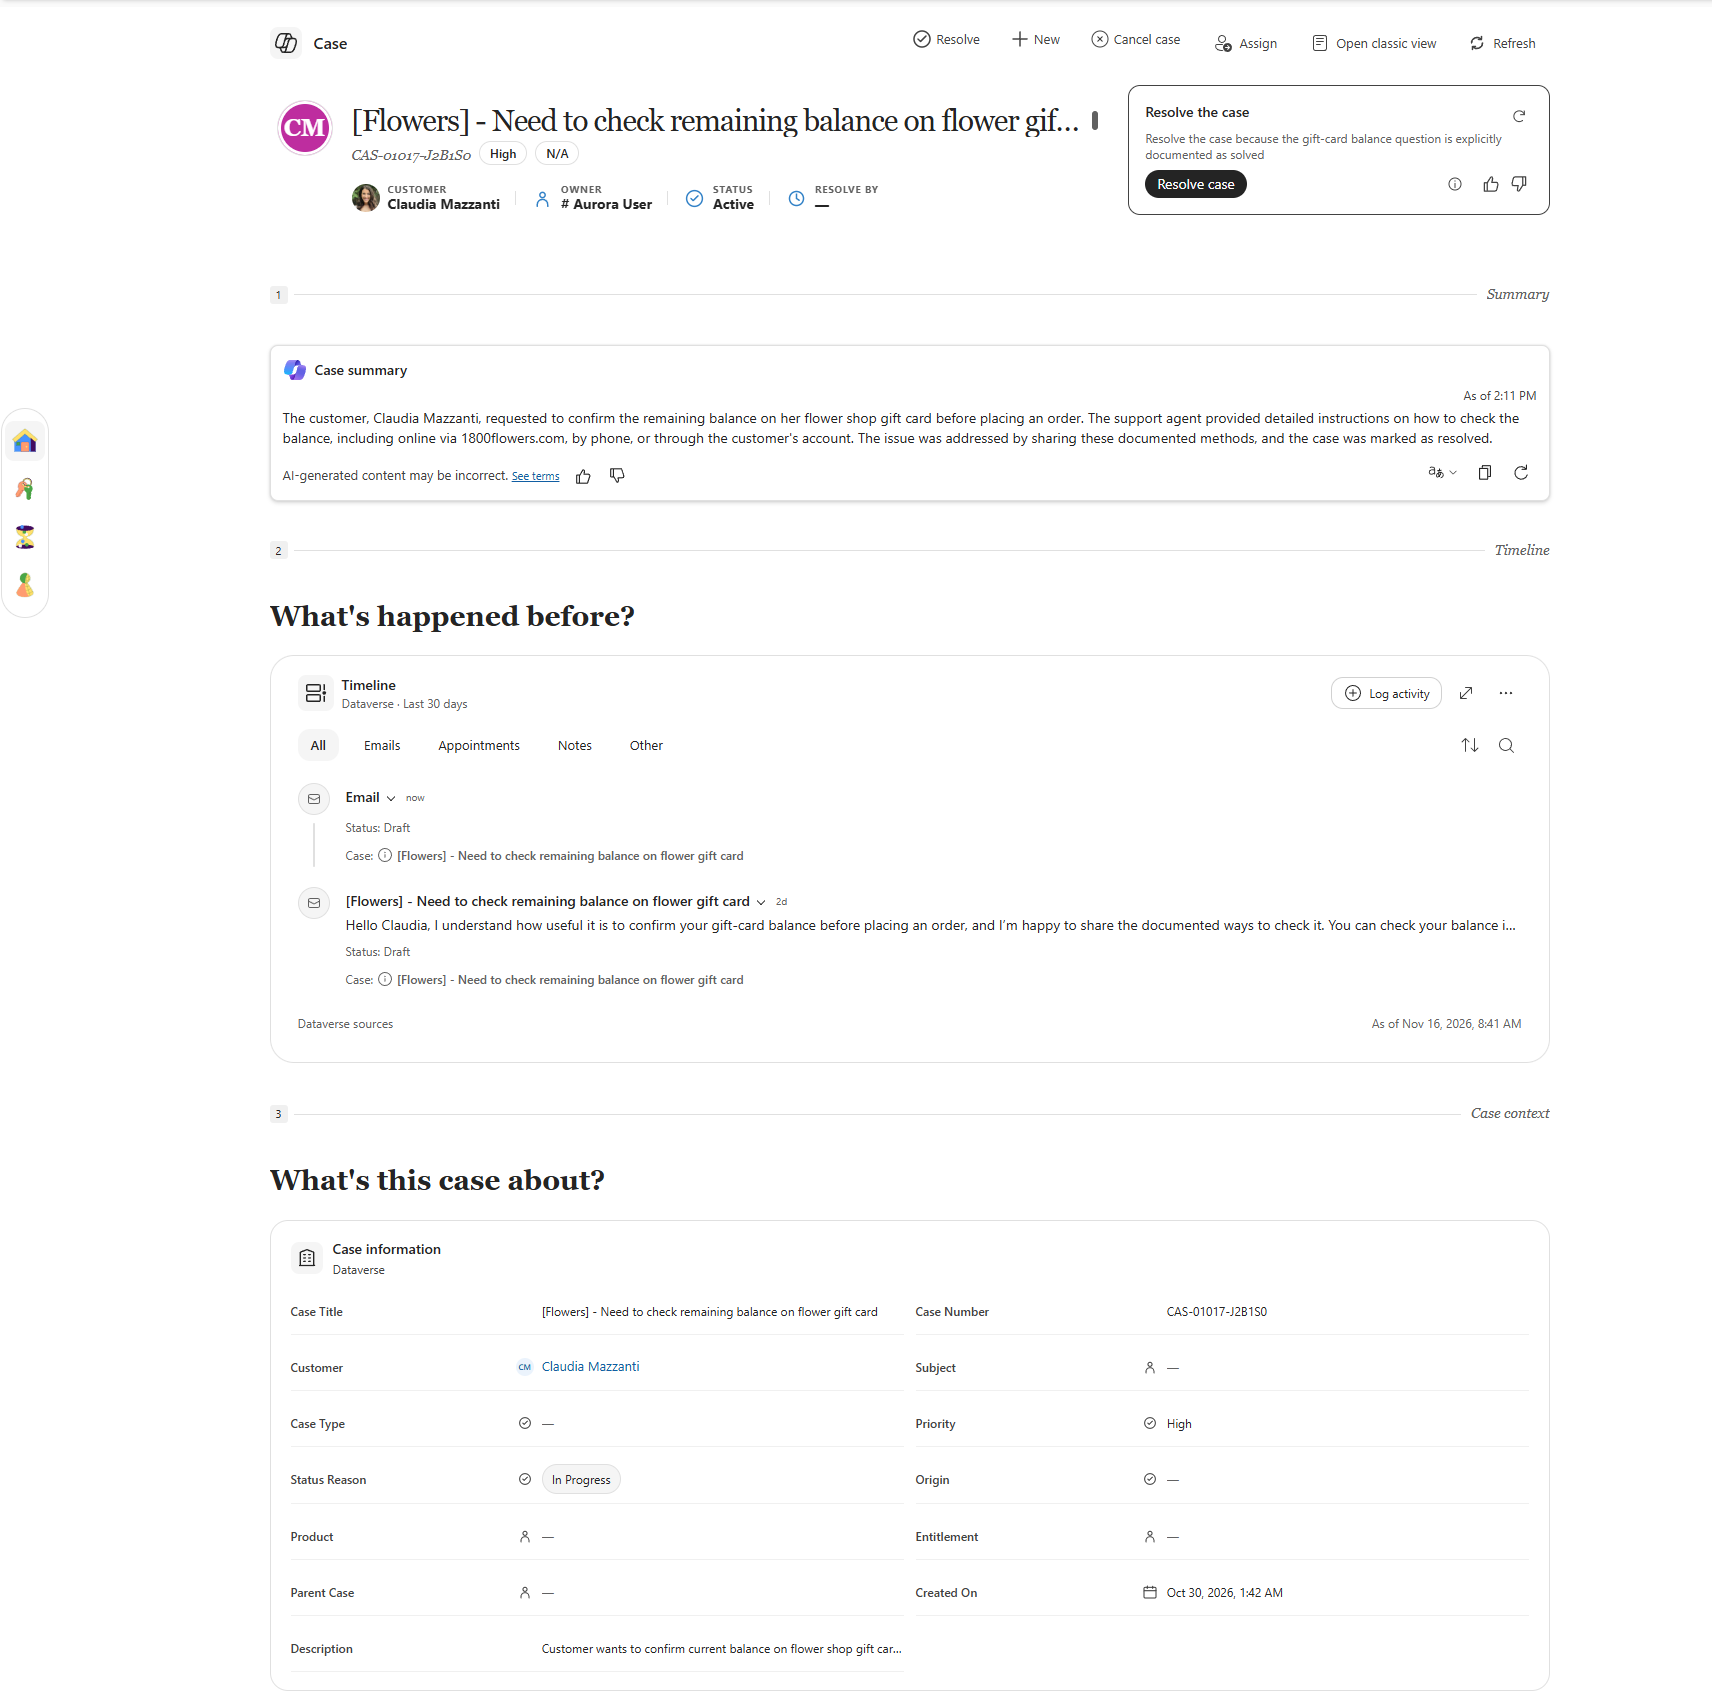 Case
Resolve
New
Cancel case
Assign
Open classic view
Refresh
CM
[Flowers] - Need to check remaining balance on flower gif...
CAS-01017-J2B1S0
High
N/A
CUSTOMER
Claudia Mazzanti
OWNER
# Aurora User
STATUS
Active
RESOLVE BY
—
Resolve the case
Resolve the case because the gift-card balance question is explicitly
documented as solved
Resolve case
1
Summary
Case summary
As of 2:11 PM
The customer, Claudia Mazzanti, requested to confirm the remaining balance on her flower shop gift card before placing an order. The support agent provided detailed instructions on how to check the
balance, including online via 1800flowers.com, by phone, or through the customer's account. The issue was addressed by sharing these documented methods, and the case was marked as resolved.
AI-generated content may be incorrect. See terms
2
Timeline
What's happened before?
Timeline
Dataverse · Last 30 days
Log activity
All
Emails
Appointments
Notes
Other
Email
now
Status: Draft
Case: [Flowers] - Need to check remaining balance on flower gift card
[Flowers] - Need to check remaining balance on flower gift card
2d
Hello Claudia, I understand how useful it is to confirm your gift-card balance before placing an order, and I'm happy to share the documented ways to check it. You can check your balance i...
Status: Draft
Case: [Flowers] - Need to check remaining balance on flower gift card
Dataverse sources
As of Nov 16, 2026, 8:41 AM
3
Case context
What's this case about?
Case information
Dataverse
Case Title
[Flowers] - Need to check remaining balance on flower gift card
Case Number
CAS-01017-J2B1S0
Customer
CM Claudia Mazzanti
Subject
—
Case Type
—
Priority
High
Status Reason
In Progress
Origin
—
Product
—
Entitlement
—
Parent Case
—
Created On
Oct 30, 2026, 1:42 AM
Description
Customer wants to confirm current balance on flower shop gift car...